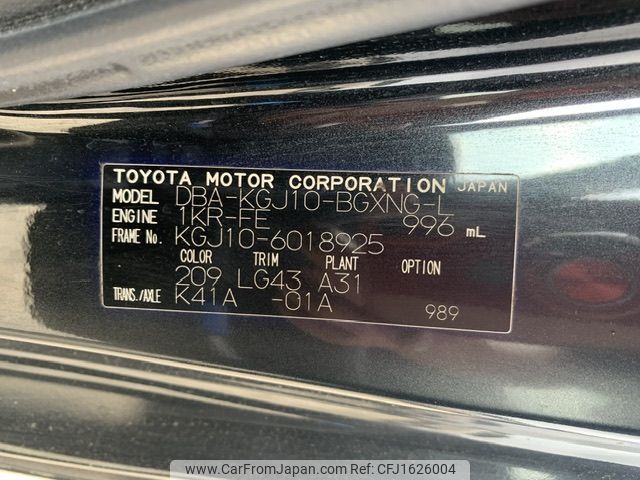 TOYOTA MOTOR CORPORATION JAPAN
MODEL DBA-KGJ10-BGXNG-L
ENGINE 1KR-FE 996 mL
FRAME No. KGJ10-6018925
COLOR TRIM PLANT OPTION
209 LG43 A31
TRANS./AXLE K41A -01A 989
www.CarFromJapan.com - Ref No: CFJ1626004